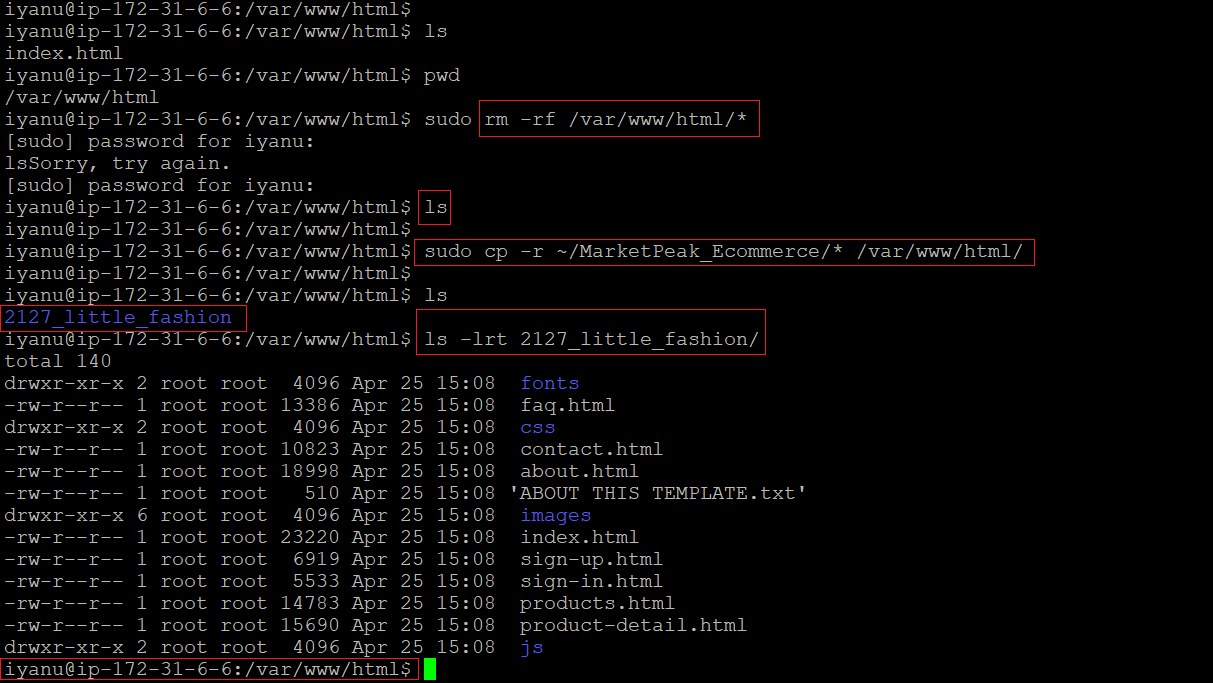 iyanu@ip-172-31-6-6:/var/www/html$
iyanu@ip-172-31-6-6:/var/www/html$ ls
index.html
iyanu@ip-172-31-6-6:/var/www/html$ pwd
/var/www/html
iyanu@ip-172-31-6-6:/var/www/html$ sudo rm -rf /var/www/html/*
[sudo] password for iyanu:
lsSorry, try again.
[sudo] password for iyanu:
iyanu@ip-172-31-6-6:/var/www/html$ ls
iyanu@ip-172-31-6-6:/var/www/html$
iyanu@ip-172-31-6-6:/var/www/html$ sudo cp -r ~/MarketPeak_Ecommerce/* /var/www/html/
iyanu@ip-172-31-6-6:/var/www/html$
iyanu@ip-172-31-6-6:/var/www/html$ ls
2127_little_fashion
iyanu@ip-172-31-6-6:/var/www/html$ ls -lrt 2127_little_fashion/
total 140
drwxr-xr-x 2 root root  4096 Apr 25 15:08  fonts
-rw-r--r-- 1 root root 13386 Apr 25 15:08  faq.html
drwxr-xr-x 2 root root  4096 Apr 25 15:08  css
-rw-r--r-- 1 root root 10823 Apr 25 15:08  contact.html
-rw-r--r-- 1 root root 18998 Apr 25 15:08  about.html
-rw-r--r-- 1 root root   510 Apr 25 15:08 'ABOUT THIS TEMPLATE.txt'
drwxr-xr-x 6 root root  4096 Apr 25 15:08  images
-rw-r--r-- 1 root root 23220 Apr 25 15:08  index.html
-rw-r--r-- 1 root root  6919 Apr 25 15:08  sign-up.html
-rw-r--r-- 1 root root  5533 Apr 25 15:08  sign-in.html
-rw-r--r-- 1 root root 14783 Apr 25 15:08  products.html
-rw-r--r-- 1 root root 15690 Apr 25 15:08  product-detail.html
drwxr-xr-x 2 root root  4096 Apr 25 15:08  js
iyanu@ip-172-31-6-6:/var/www/html$